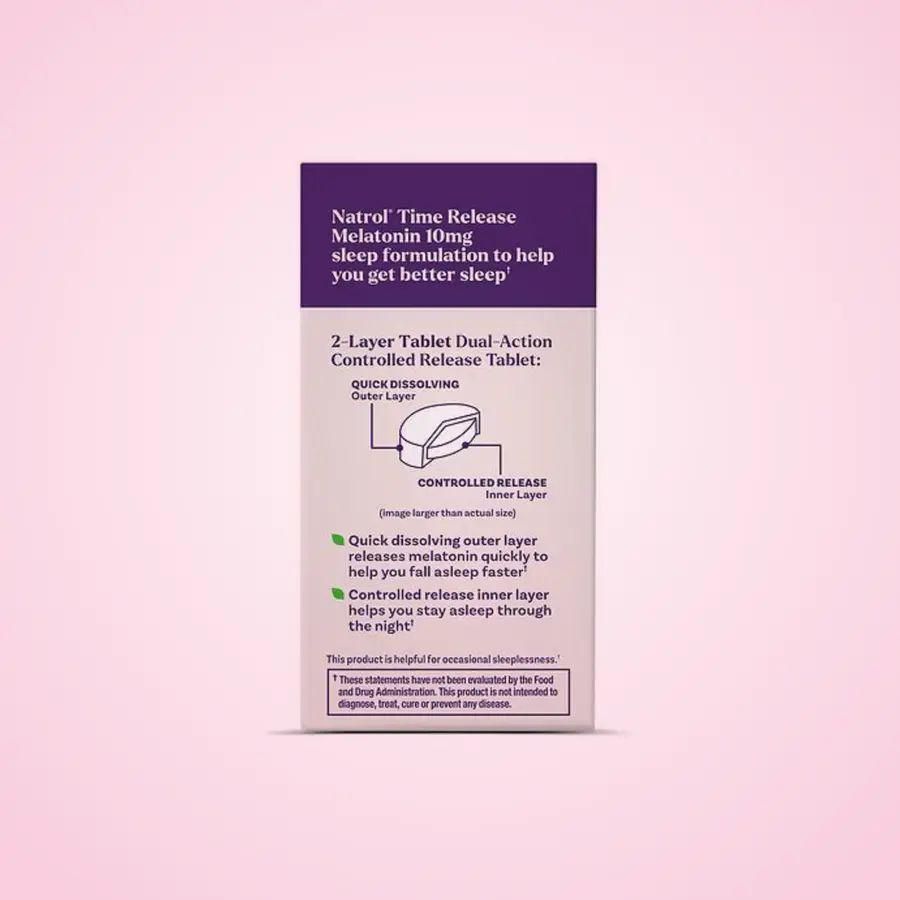 Natrol® Time Release
Melatonin 10mg
sleep formulation to help
you get better sleep†
2-Layer Tablet Dual-Action
Controlled Release Tablet:
QUICK DISSOLVING
Outer Layer
CONTROLLED RELEASE
Inner Layer
(image larger than actual size)
Quick dissolving outer layer
releases melatonin quickly to
help you fall asleep faster†
Controlled release inner layer
helps you stay asleep through
the night†
This product is helpful for occasional sleeplessness.†
† These statements have not been evaluated by the Food
and Drug Administration. This product is not intended to
diagnose, treat, cure or prevent any disease.